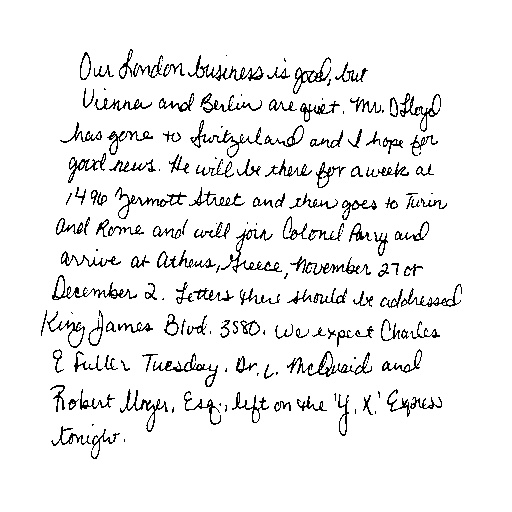 Our London business is good, but
Vienna and Berlin are quiet. Mr. D Lloyd
has gone to Switzerland and I hope for
good news. He will be there for a week at
1496 Zermott Street and then goes to Turin
and Rome and will join Colonel Parry and
arrive at Athens, Greece, November 27 or
December 2. Letters there should be addressed
King James Blvd. 3580. We expect Charles
E Fuller Tuesday. Dr. L. McQuaid and
Robert Unger, Esq., left on the 'Y. X.' Express
tonight.